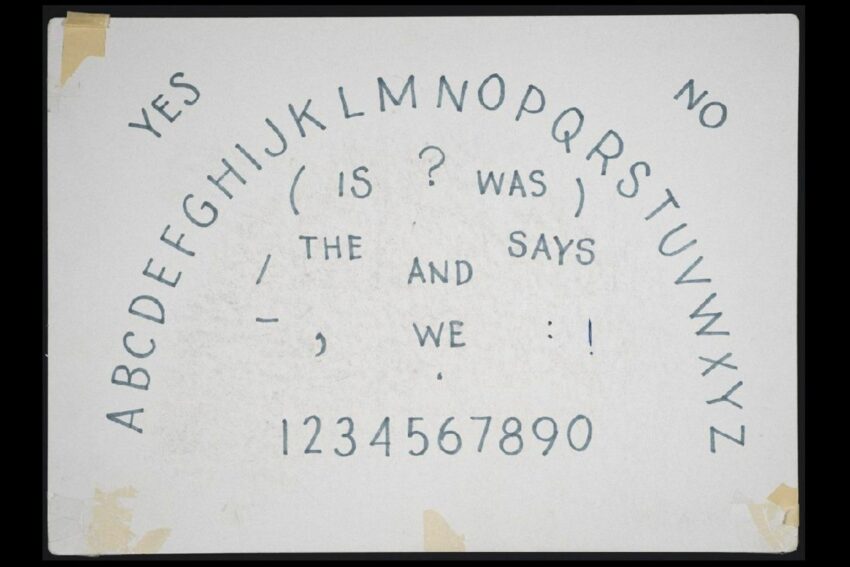 YES
NO
ABCDEFGHIJKLMNOPQRSTUVWXYZ
( IS ? WAS )
/ THE AND SAYS
- , WE : !
.
1234567890